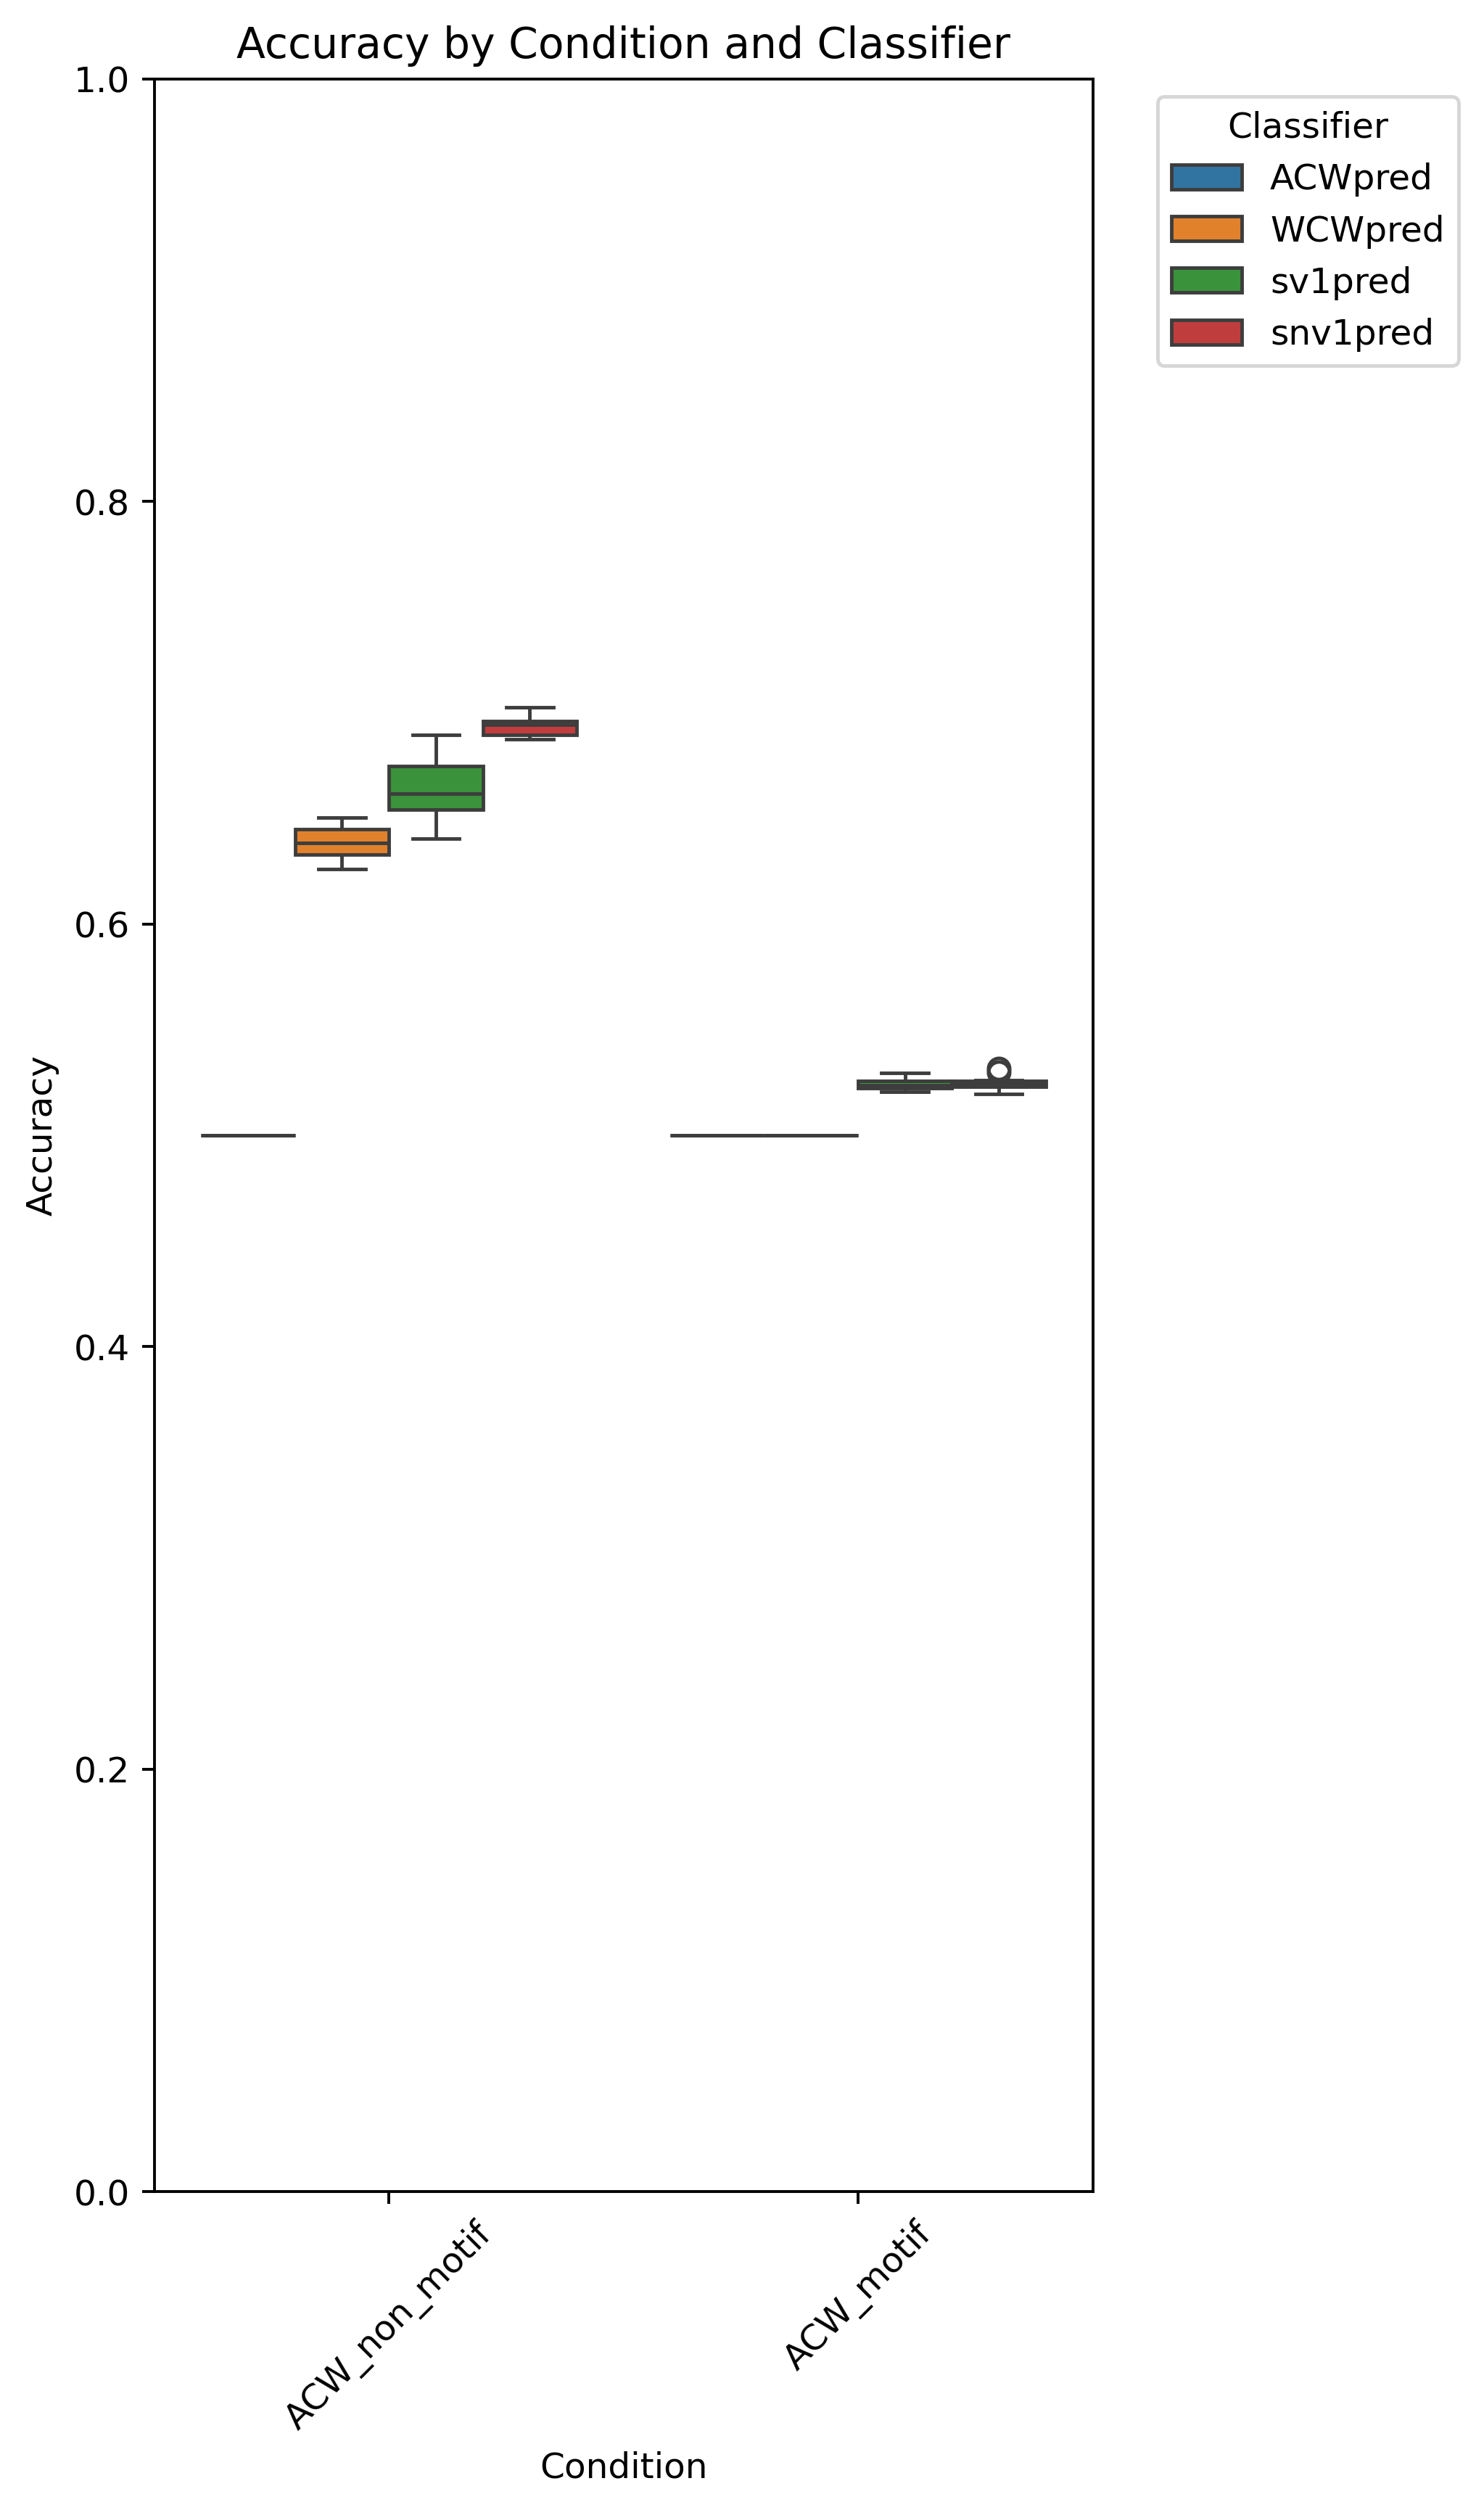 Accuracy by Condition and Classifier
1.0
0.8
0.6
0.4
0.2
0.0
Accuracy
ACW_non_motif
ACW_motif
Condition
Classifier
ACWpred
WCWpred
sv1pred
snv1pred